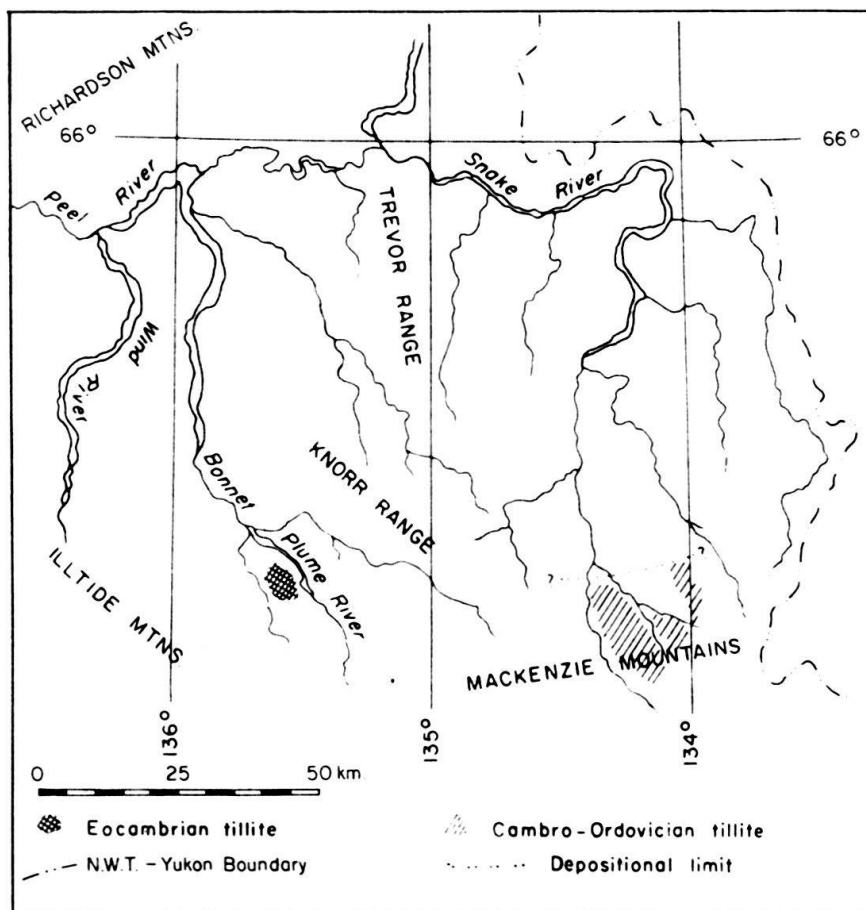 RICHARDSON MTNS.
66°
66°
Peel River
Snake River
TREVOR RANGE
Wind River
KNORR RANGE
Bonnet Plume River
ILLTIDE MTNS
MACKENZIE MOUNTAINS
136°
135°
134°
0 25 50 km.
Eocambrian tillite
Cambro-Ordovician tillite
N.W.T. - Yukon Boundary
Depositional limit
?
?